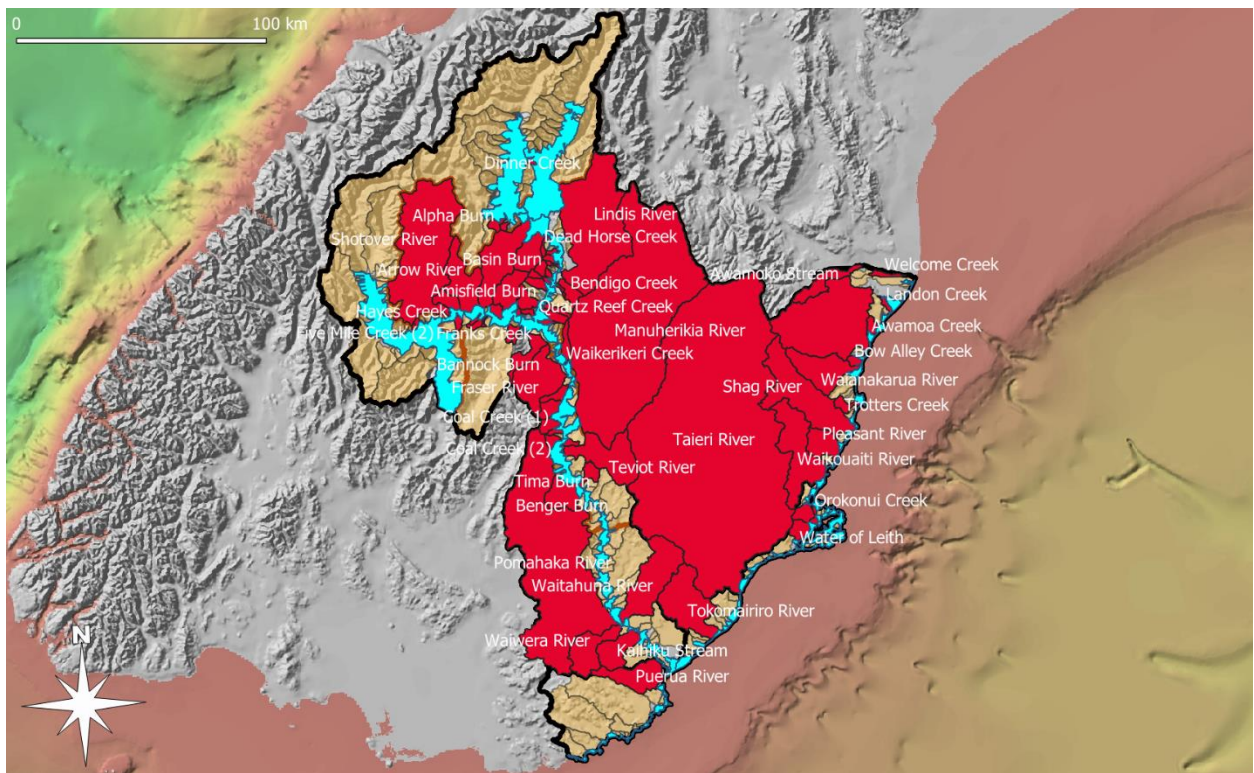 0
100 km
Dinner Creek
Alpha Burn
Lindis River
Shotover River
Dead Horse Creek
Basin Burn
Arrow River
Welcome Creek
Awamoko Stream
Bendigo Creek
Amisfield Burn
Landon Creek
Quartz Reef Creek
Hayes Creek
Awamoa Creek
Manuherikia River
Five Mile Creek (2)
Franks Creek
Waikerikeri Creek
Bow Alley Creek
Bannock Burn
Waianakarua River
Shag River
Fraser River
Trotters Creek
Coal Creek (1)
Pleasant River
Taieri River
Coal Creek (2)
Waikouaiti River
Teviot River
Tima Burn
Orokonui Creek
Benger Burn
Water of Leith
Pomahaka River
Waitahuna River
Tokomairiro River
N
Waiwera River
Kaihiku Stream
Puerua River